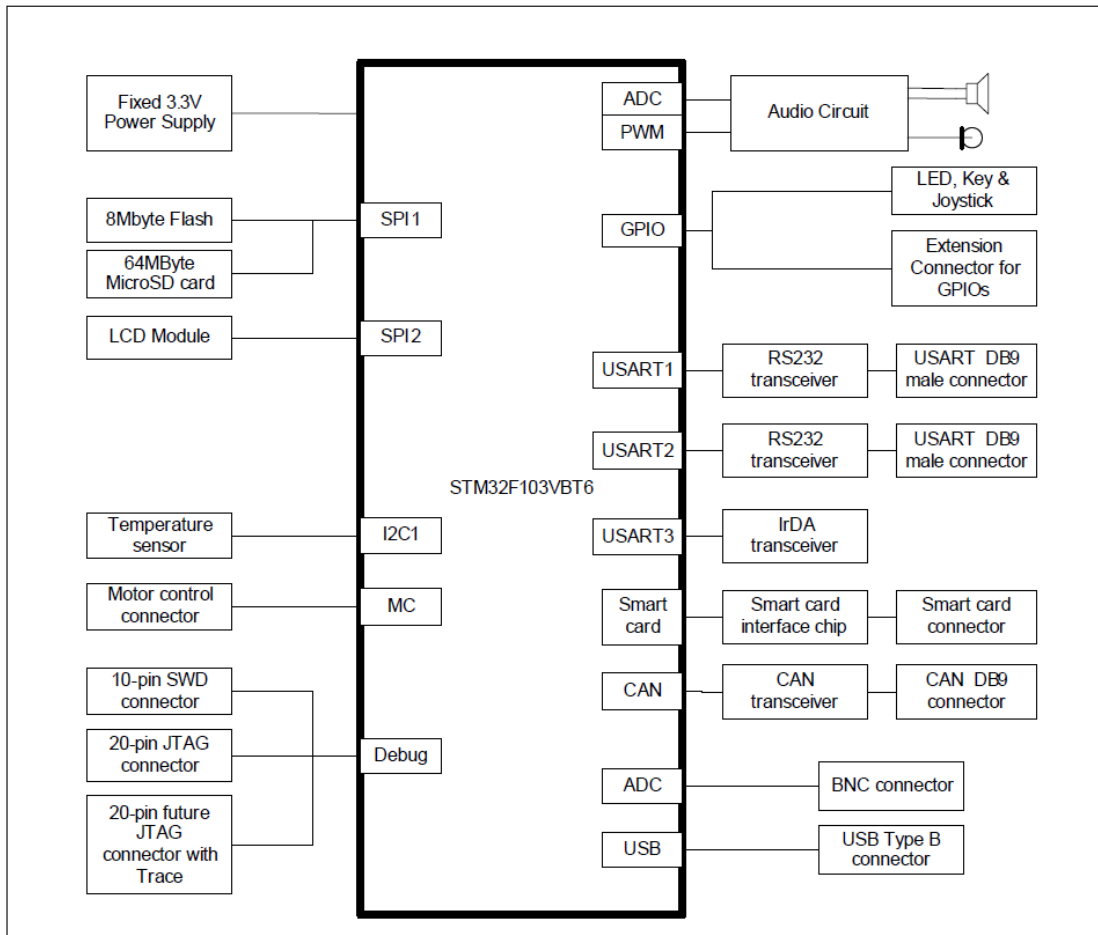 Fixed 3.3V
Power Supply
8Mbyte Flash
64MByte
MicroSD card
LCD Module
Temperature
sensor
Motor control
connector
10-pin SWD
connector
20-pin JTAG
connector
20-pin future
JTAG
connector with
Trace
SPI1
SPI2
I2C1
MC
Debug
STM32F103VBT6
ADC
PWM
GPIO
USART1
USART2
USART3
Smart
card
CAN
ADC
USB
Audio Circuit
LED, Key &
Joystick
Extension
Connector for
GPIOs
RS232
transceiver
USART DB9
male connector
RS232
transceiver
USART DB9
male connector
IrDA
transceiver
Smart card
interface chip
Smart card
connector
CAN
transceiver
CAN DB9
connector
BNC connector
USB Type B
connector